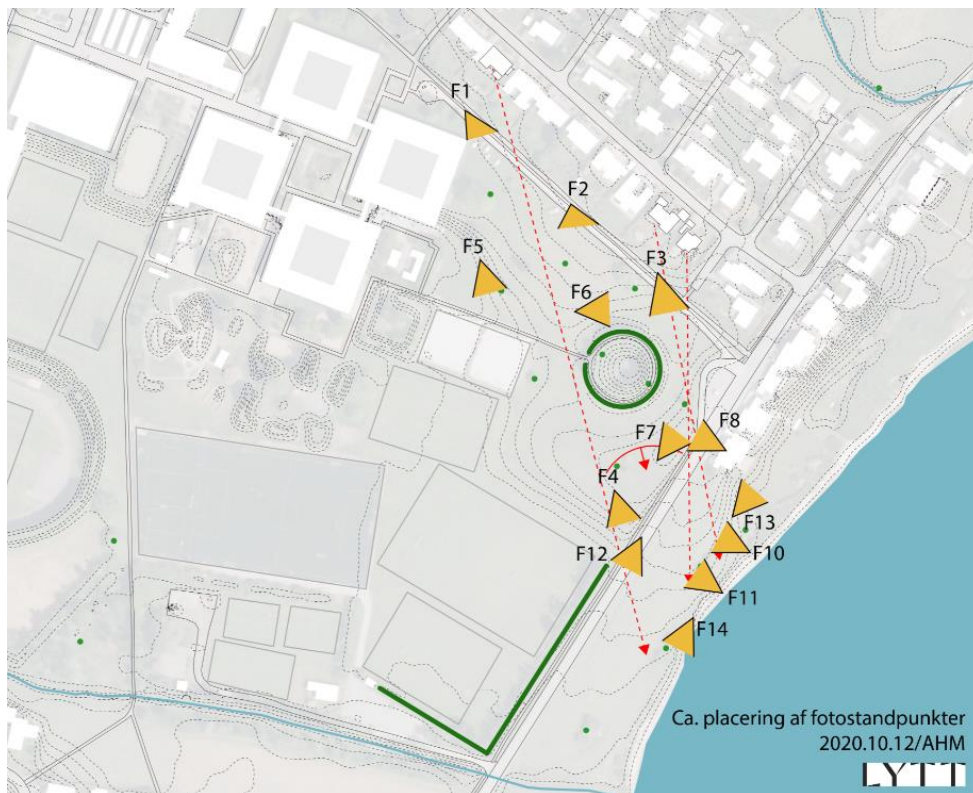 F1
F2
F5
F3
F6
F7
F8
F4
F13
F12
F10
F11
F14
Ca. placering af fotostandpunkter
2020.10.12/AHM
LYTT